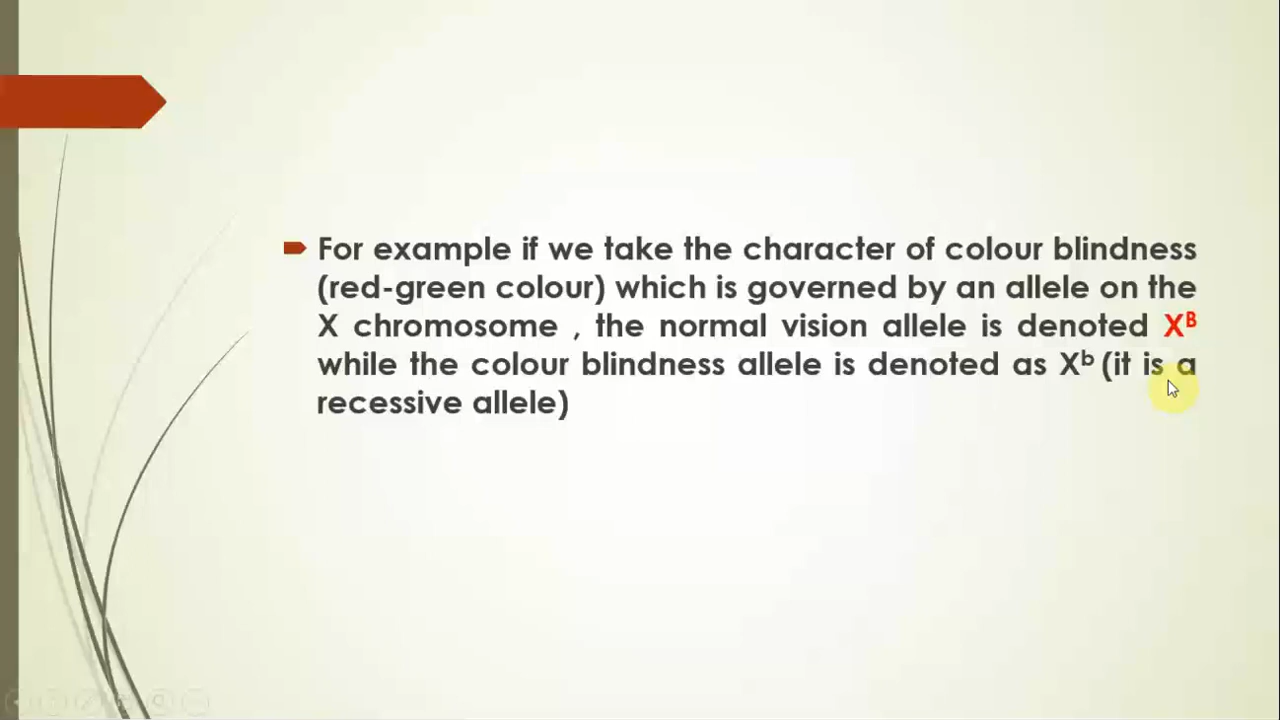 For example if we take the character of colour blindness
(red-green colour) which is governed by an allele on the
X chromosome , the normal vision allele is denoted Xᴮ
while the colour blindness allele is denoted as Xᵇ (it is a
recessive allele)